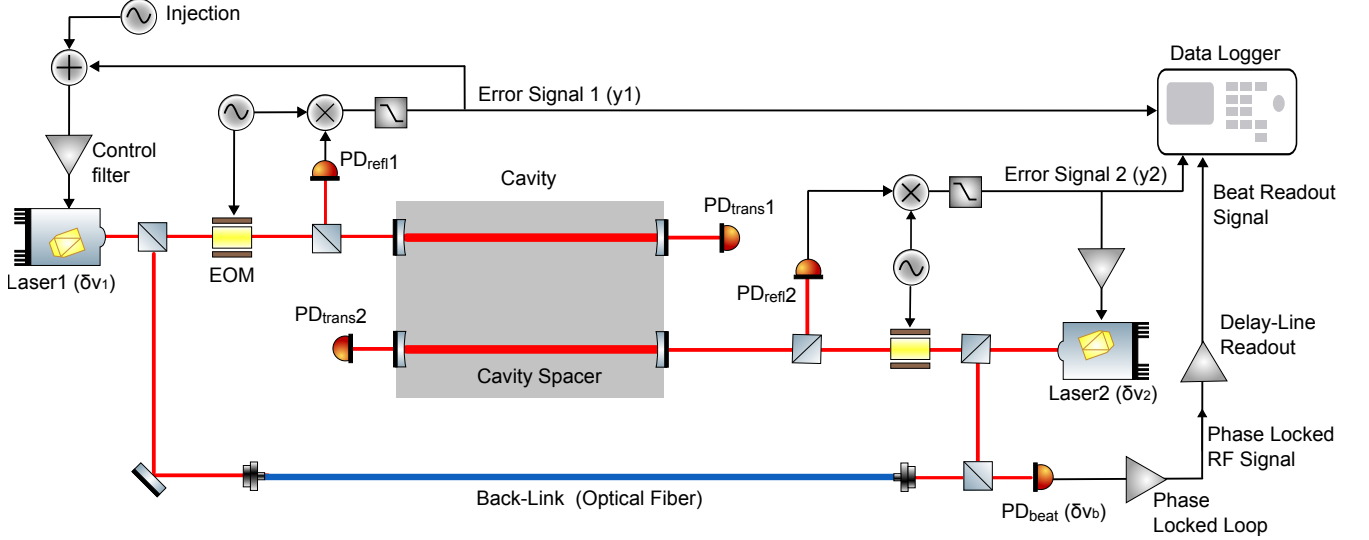 Injection
Data Logger
Error Signal 1 (y1)
Control
filter
PDrefl1
Cavity
Error Signal 2 (y2)
Beat Readout
Signal
PDtrans1
EOM
Laser1 (δν1)
PDrefl2
PDtrans2
Delay-Line
Readout
Cavity Spacer
Laser2 (δν2)
Phase Locked
RF Signal
Back-Link (Optical Fiber)
PDbeat (δνb)
Phase
Locked Loop